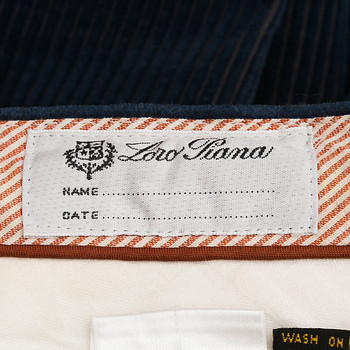 Loro Piana
NAME
DATE
WASH ON